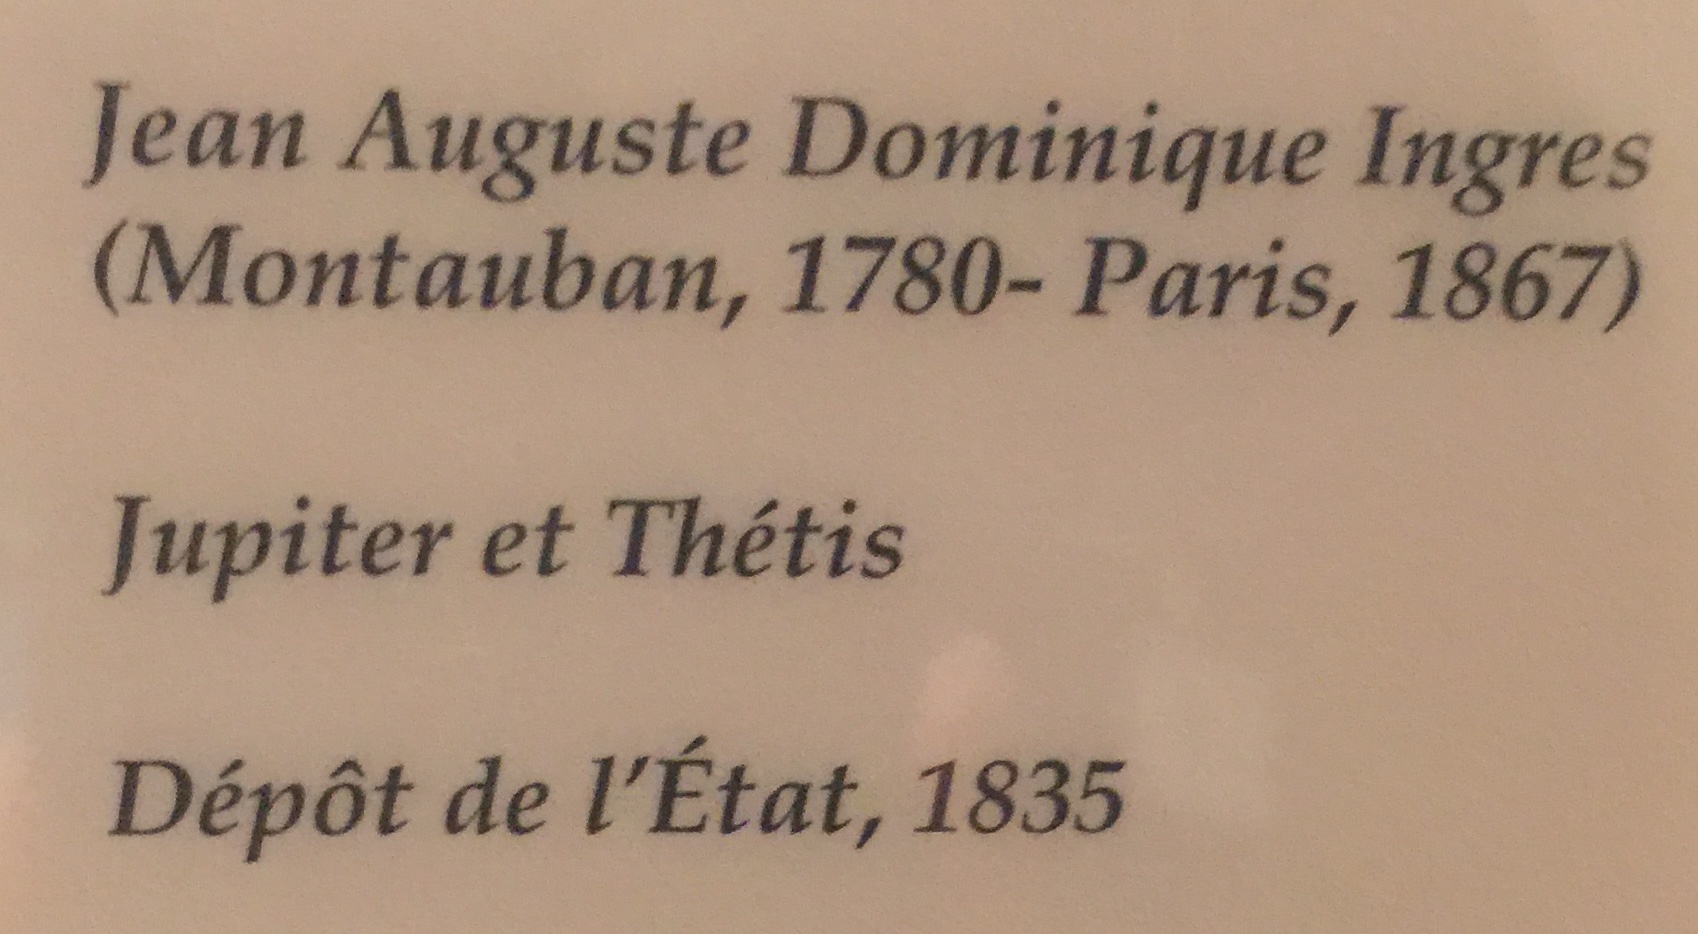 Jean Auguste Dominique Ingres
(Montauban, 1780- Paris, 1867)
Jupiter et Thétis
Dépôt de l'État, 1835